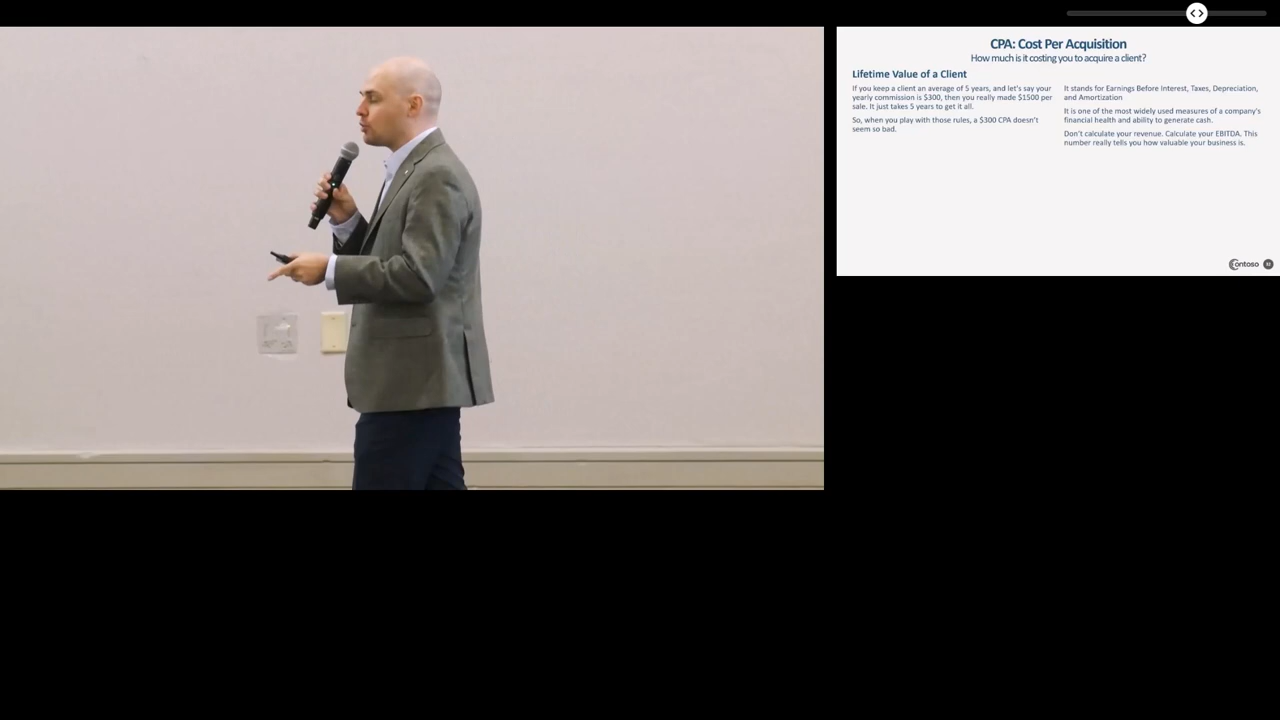 CPA: Cost Per Acquisition
How much is it costing you to acquire a client?
Lifetime Value of a Client
If you keep a client an average of 5 years, and let's say your
yearly commission is $300, then you really made $1500 per
sale. It just takes 5 years to get it all.
So, when you play with those rules, a $300 CPA doesn't
seem so bad.
It stands for Earnings Before Interest, Taxes, Depreciation,
and Amortization
It is one of the most widely used measures of a company's
financial health and ability to generate cash.
Don't calculate your revenue. Calculate your EBITDA. This
number really tells you how valuable your business is.
Contoso